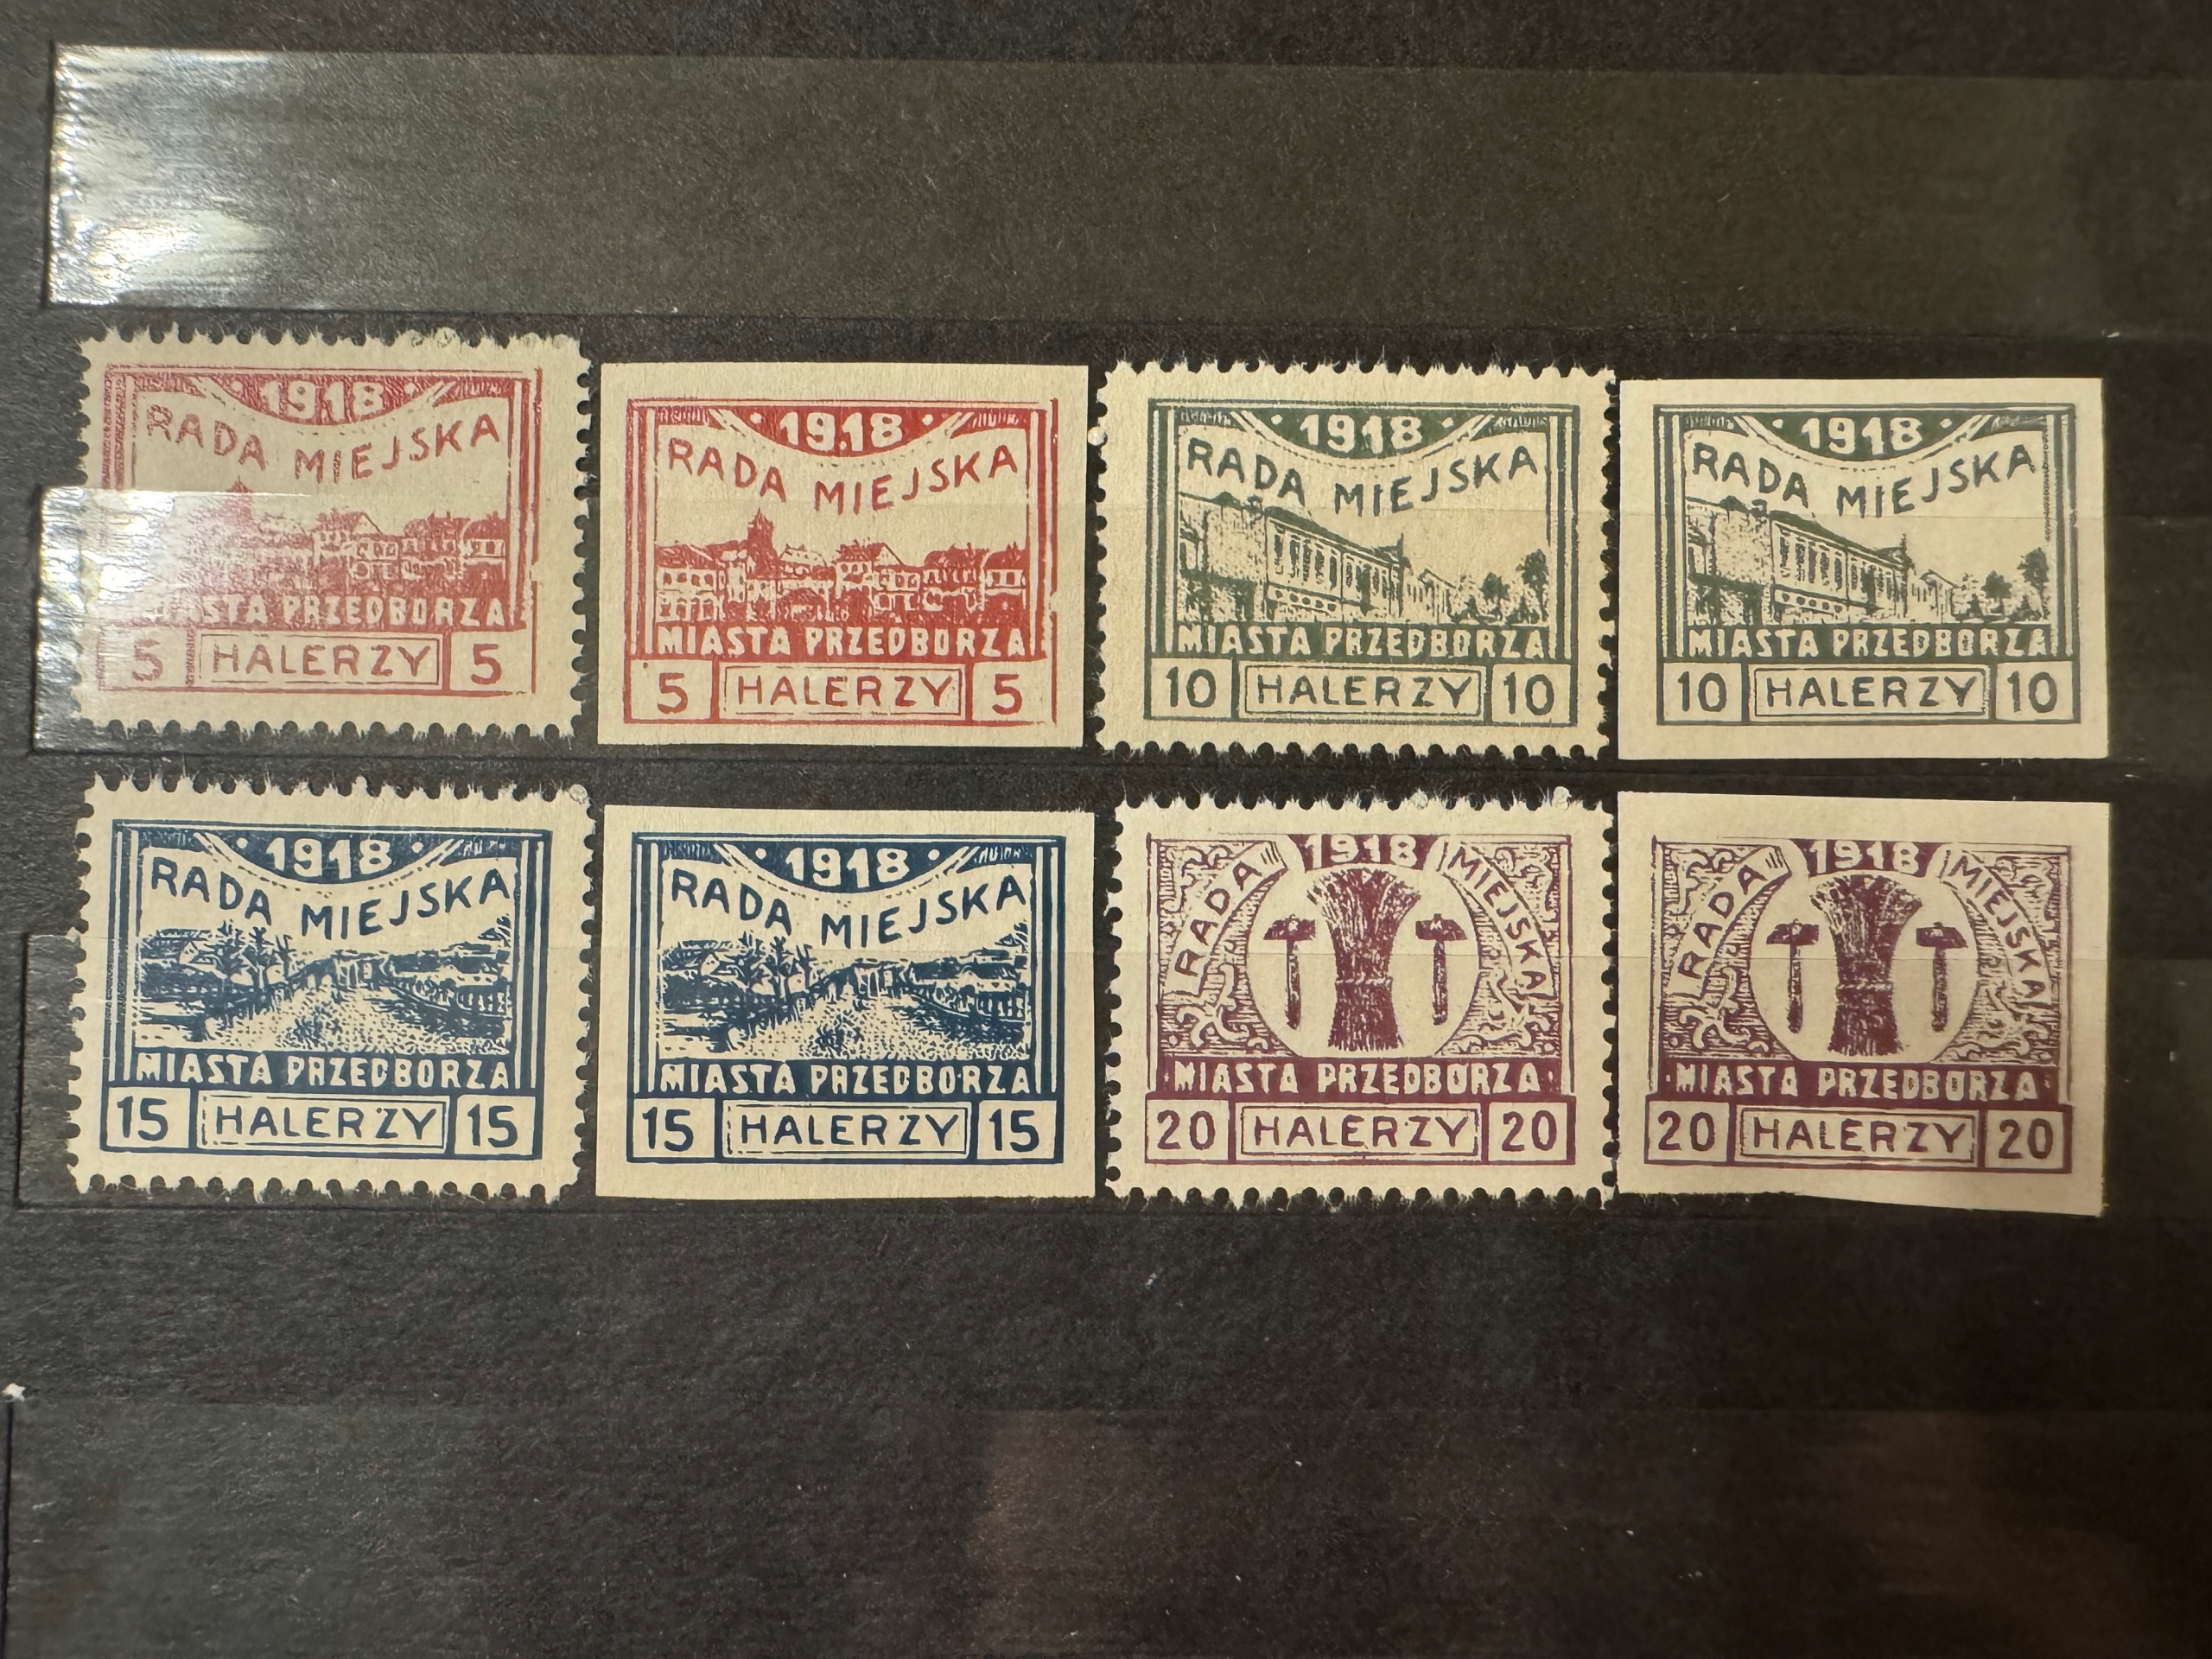 1918
RADA MIEJSKA
MIASTA PRZEDBORZA
5 HALERZY 5
1918
RADA MIEJSKA
MIASTA PRZEDBORZA
5 HALERZY 5
1918
RADA MIEJSKA
MIASTA PRZEDBORZA
10 HALERZY 10
1918
RADA MIEJSKA
MIASTA PRZEDBORZA
10 HALERZY 10
1918
RADA MIEJSKA
MIASTA PRZEDBORZA
15 HALERZY 15
1918
RADA MIEJSKA
MIASTA PRZEDBORZA
15 HALERZY 15
1918
RADA MIEJSKA
MIASTA PRZEDBORZA
20 HALERZY 20
1918
RADA MIEJSKA
MIASTA PRZEDBORZA
20 HALERZY 20